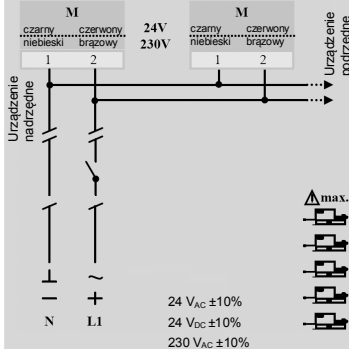 M
M
czarny czerwony
24V
czarny czerwony
niebieski brązowy
230V
niebieski brązowy
1 2
1 2
Urządzenie nadrzędne
Urządzenie podrzędne
max.
⊥ ~
− +
N L1
24 VAC ±10%
24 VDC ±10%
230 VAC ±10%